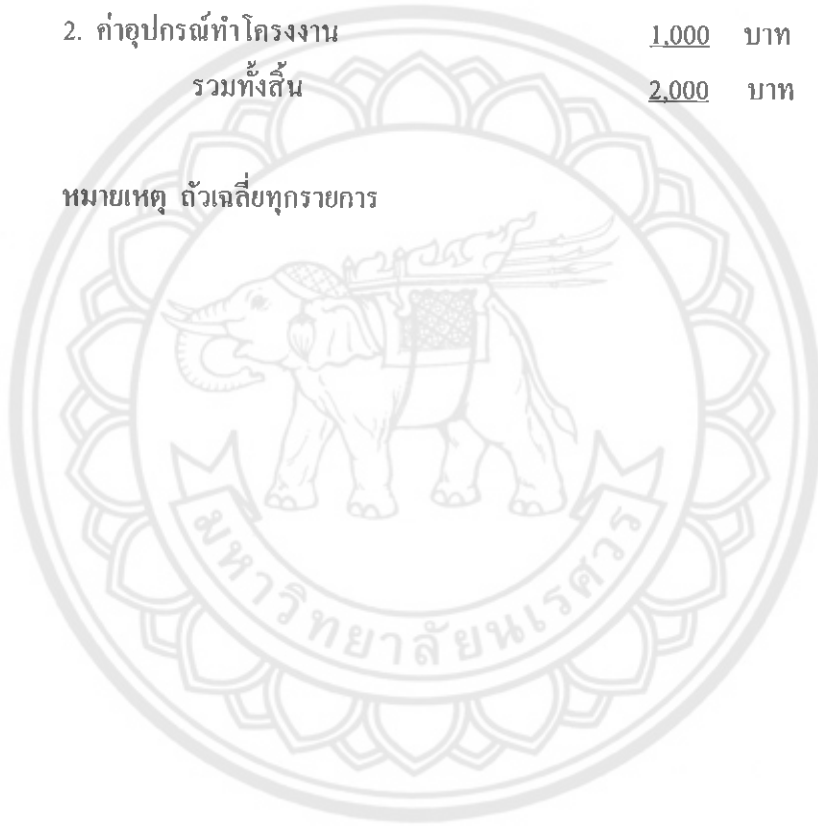 2. ค่าอุปกรณ์ทำโครงงาน 1,000 บาท
รวมทั้งสิ้น 2,000 บาท
หมายเหตุ ถัวเฉลี่ยทุกรายการ
มหาวิทยาลัยนเรศวร